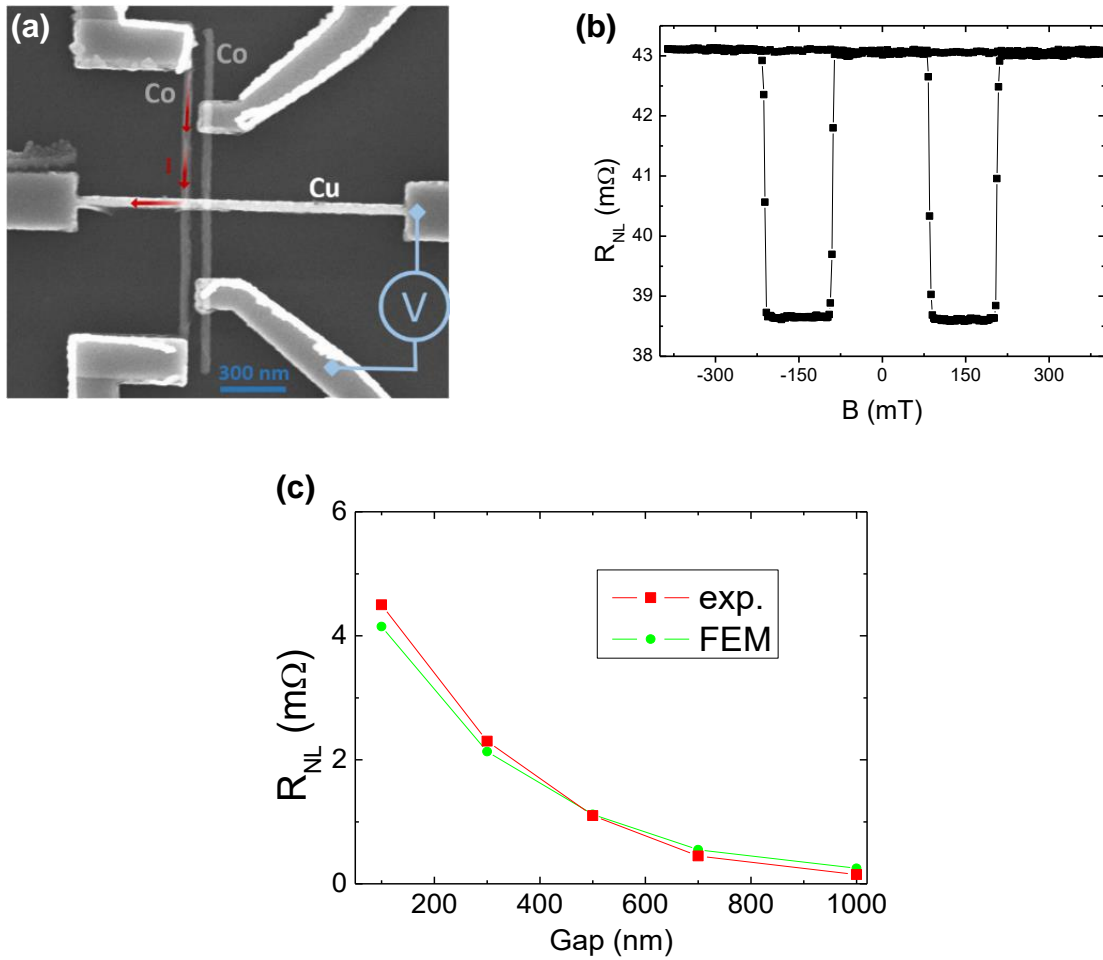 (a)
Co
Co
I
Cu
V
300 nm
(b)
43
42
41
40
39
38
R_NL (mΩ)
-300 -150 0 150 300
B (mT)
(c)
6
4
2
0
R_NL (mΩ)
exp.
FEM
200 400 600 800 1000
Gap (nm)